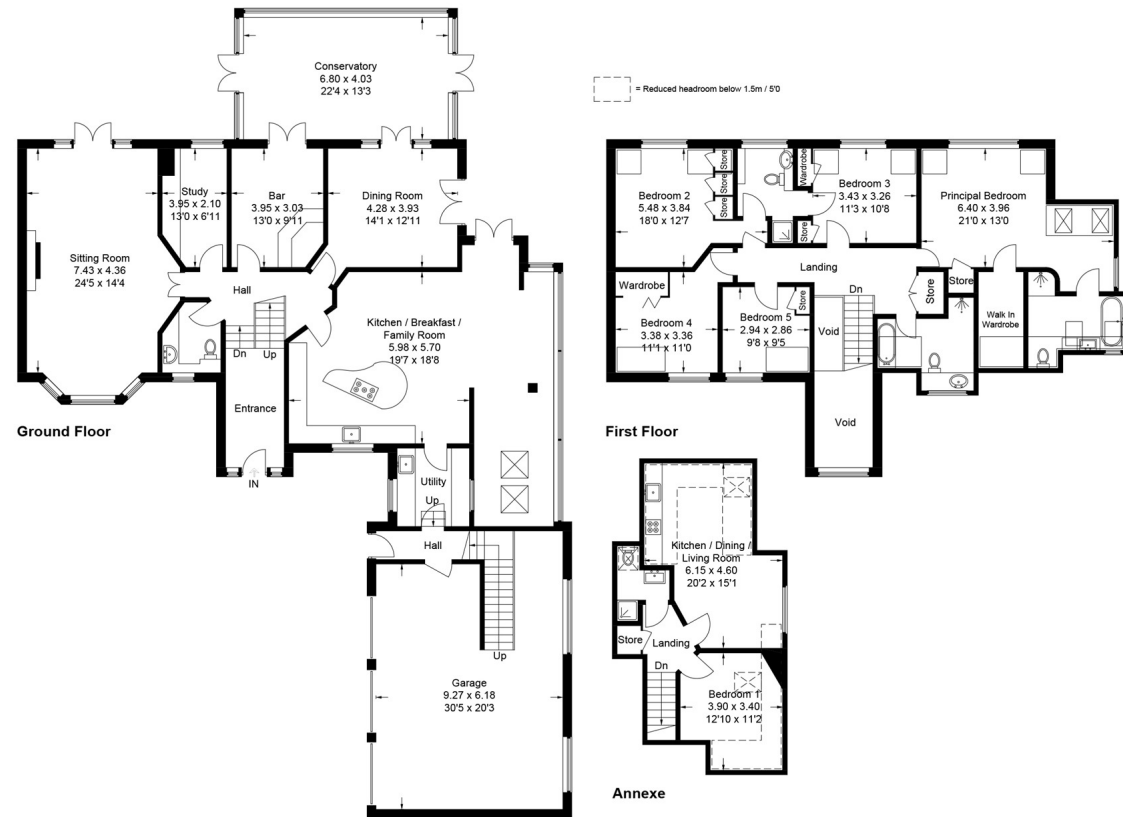 Conservatory
6.80 x 4.03
22'4 x 13'3
= Reduced headroom below 1.5m / 5'0
Study
3.95 x 2.10
13'0 x 6'11
Bar
3.95 x 3.03
13'0 x 9'11
Dining Room
4.28 x 3.93
14'1 x 12'11
Sitting Room
7.43 x 4.36
24'5 x 14'4
Hall
Dn
Up
Kitchen / Breakfast /
Family Room
5.98 x 5.70
19'7 x 18'8
Entrance
IN
Ground Floor
Utility
Up
Hall
Up
Garage
9.27 x 6.18
30'5 x 20'3
Bedroom 2
5.48 x 3.84
18'0 x 12'7
Store
Store
Store
Wardrobe
Store
Bedroom 3
3.43 x 3.26
11'3 x 10'8
Principal Bedroom
6.40 x 3.96
21'0 x 13'0
Landing
Dn
Store
Store
Wardrobe
Bedroom 4
3.38 x 3.36
11'1 x 11'0
Store
Bedroom 5
2.94 x 2.86
9'8 x 9'5
Void
Void
Walk In
Wardrobe
First Floor
Kitchen / Dining /
Living Room
6.15 x 4.60
20'2 x 15'1
Store
Landing
Dn
Bedroom 1
3.90 x 3.40
12'10 x 11'2
Annexe